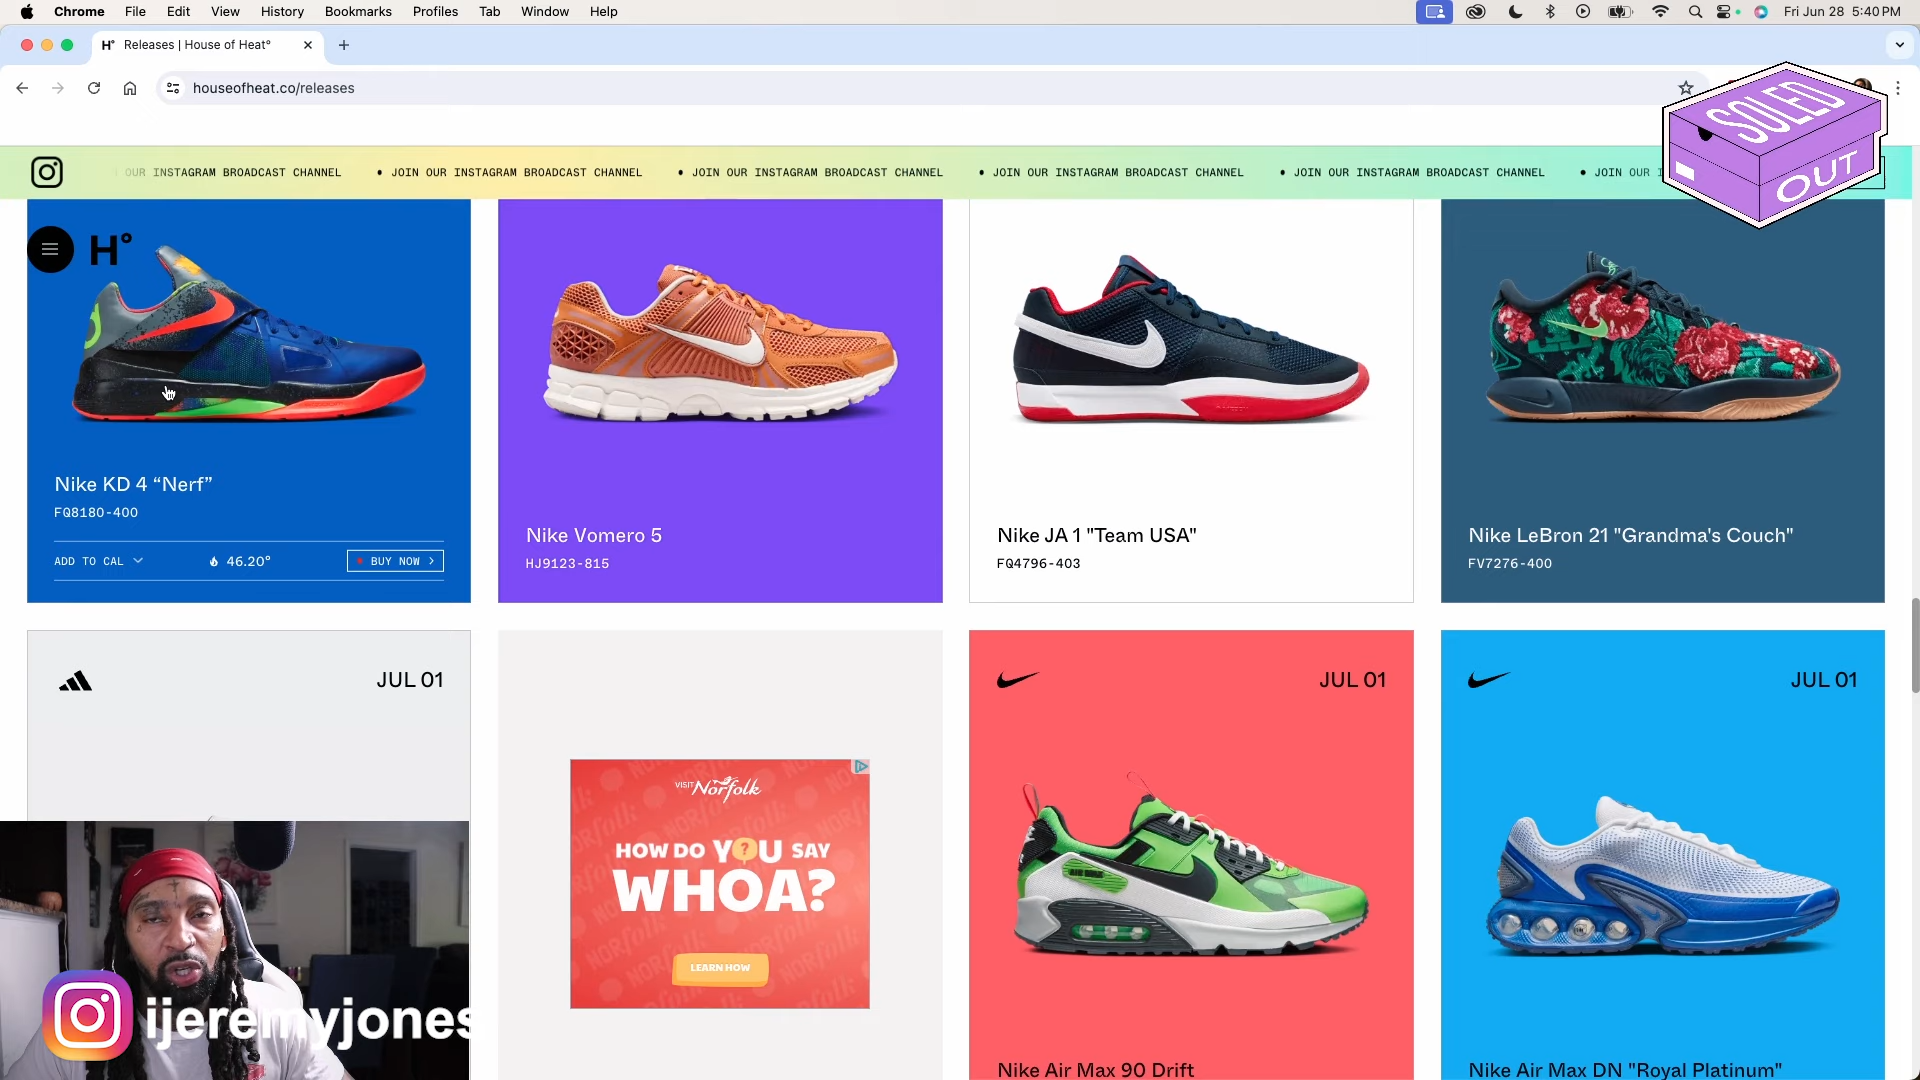 Chrome File Edit View History Bookmarks Profiles Tab Window Help Fri Jun 28 5:40 PM
H° Releases | House of Heat°
houseofheat.co/releases
SOLED
OUT
OUR INSTAGRAM BROADCAST CHANNEL • JOIN OUR INSTAGRAM BROADCAST CHANNEL • JOIN OUR INSTAGRAM BROADCAST CHANNEL • JOIN OUR INSTAGRAM BROADCAST CHANNEL • JOIN OUR INSTAGRAM BROADCAST CHANNEL • JOIN OUR
H°
Nike KD 4 “Nerf”
FQ8180-400
ADD TO CAL 46.20° BUY NOW
Nike Vomero 5
HJ9123-815
Nike JA 1 "Team USA"
FQ4796-403
Nike LeBron 21 "Grandma's Couch"
FV7276-400
JUL 01
VISIT Norfolk
HOW DO YOU SAY
WHOA?
LEARN HOW
JUL 01
Nike Air Max 90 Drift
JUL 01
Nike Air Max DN "Royal Platinum"
ijeremyjones